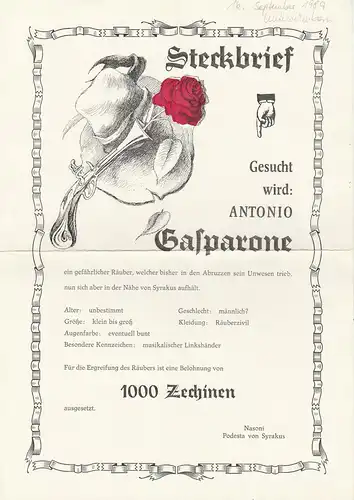 16. September 1979
Steckbrief
Gesucht
wird:
ANTONIO
Gasparone
ein gefährlicher Räuber, welcher bisher in den Abruzzen sein Unwesen trieb,
nun sich aber in der Nähe von Syrakus aufhält.
Alter: unbestimmt Geschlecht: männlich?
Größe: klein bis groß Kleidung: Räuberzivil
Augenfarbe: eventuell bunt
Besondere Kennzeichen: musikalischer Linkshänder
Für die Ergreifung des Räubers ist eine Belohnung von
1000 Zechinen
ausgesetzt.
Nasoni
Podesta von Syrakus